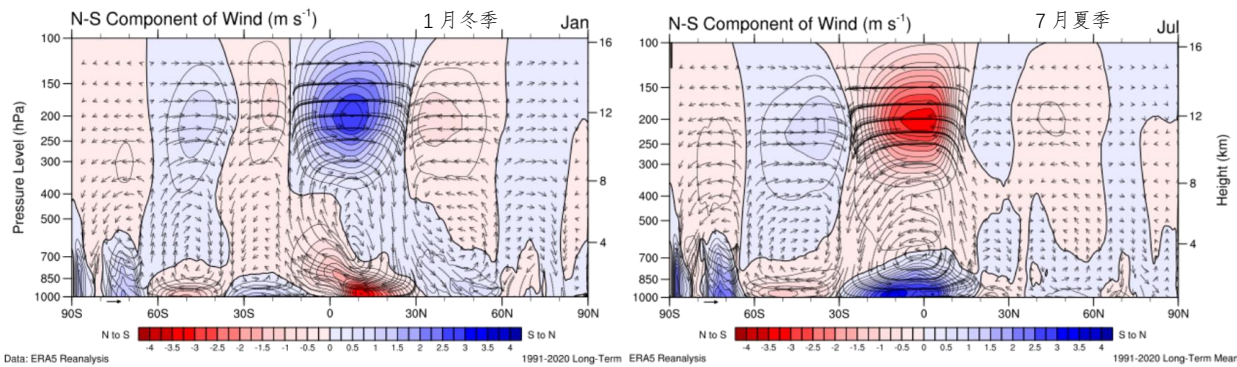 N-S Component of Wind (m s⁻¹) 1月冬季 Jan
Pressure Level (hPa)
100
150
200
250
300
400
500
700
850
1000
16
12
8
4
90S 60S 30S 0 30N 60N 90N
N to S -4 -3.5 -3 -2.5 -2 -1.5 -1 -0.5 0 0.5 1 1.5 2 2.5 3 3.5 4 S to N
Data: ERA5 Reanalysis 1991-2020 Long-Term
N-S Component of Wind (m s⁻¹) 7月夏季 Jul
100
150
200
250
300
400
500
700
850
1000
16
12
8
4
Height (km)
90S 60S 30S 0 30N 60N 90N
N to S -4 -3.5 -3 -2.5 -2 -1.5 -1 -0.5 0 0.5 1 1.5 2 2.5 3 3.5 4 S to N
ERA5 Reanalysis 1991-2020 Long-Term Mean